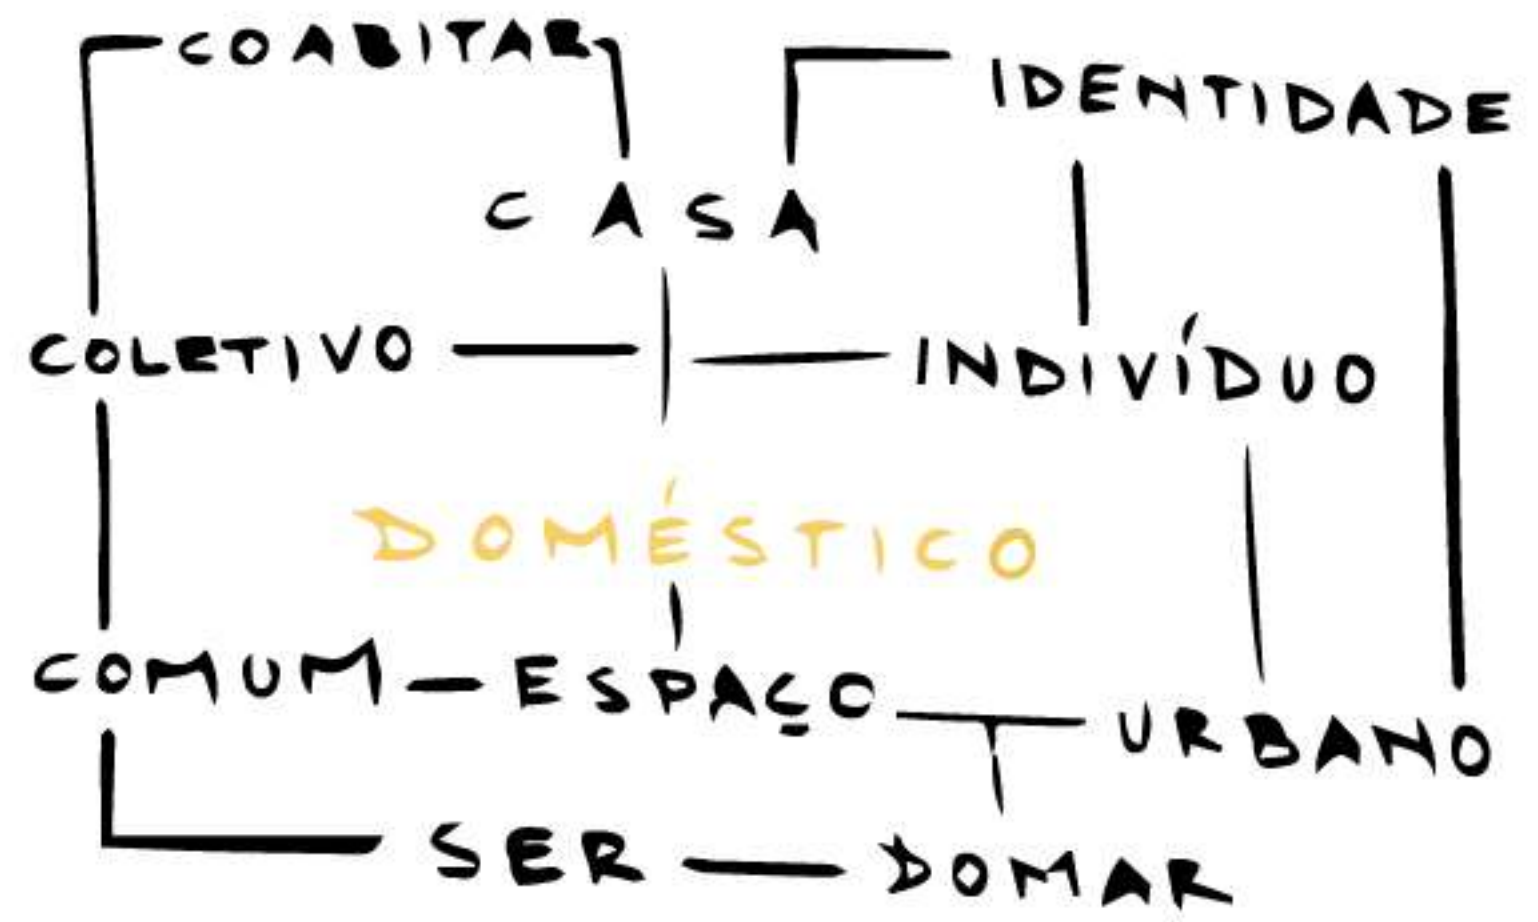 COABITAR
IDENTIDADE
CASA
COLETIVO
INDIVÍDUO
DOMÉSTICO
COMUM — ESPAÇO
URBANO
SER — DOMAR